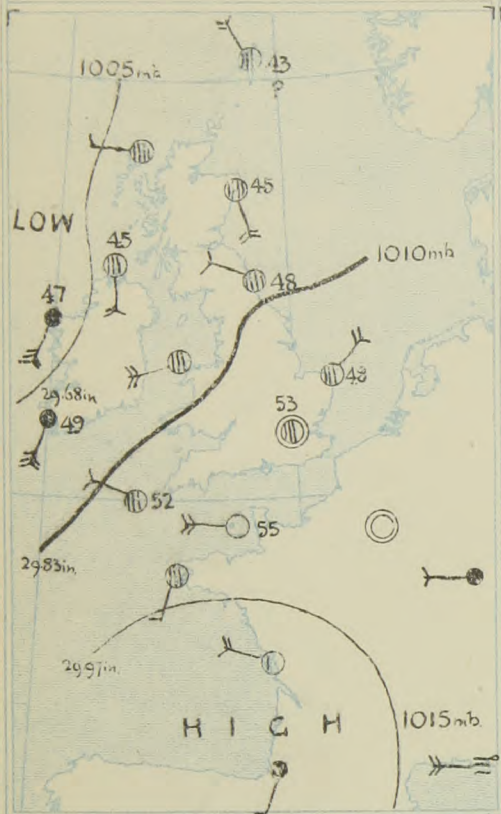 43
?
1005mb
45
LOW
45
1010mb
48
47
48
29.68in.
53
49
52
55
29.83in.
29.97in.
HIGH
1015mb.